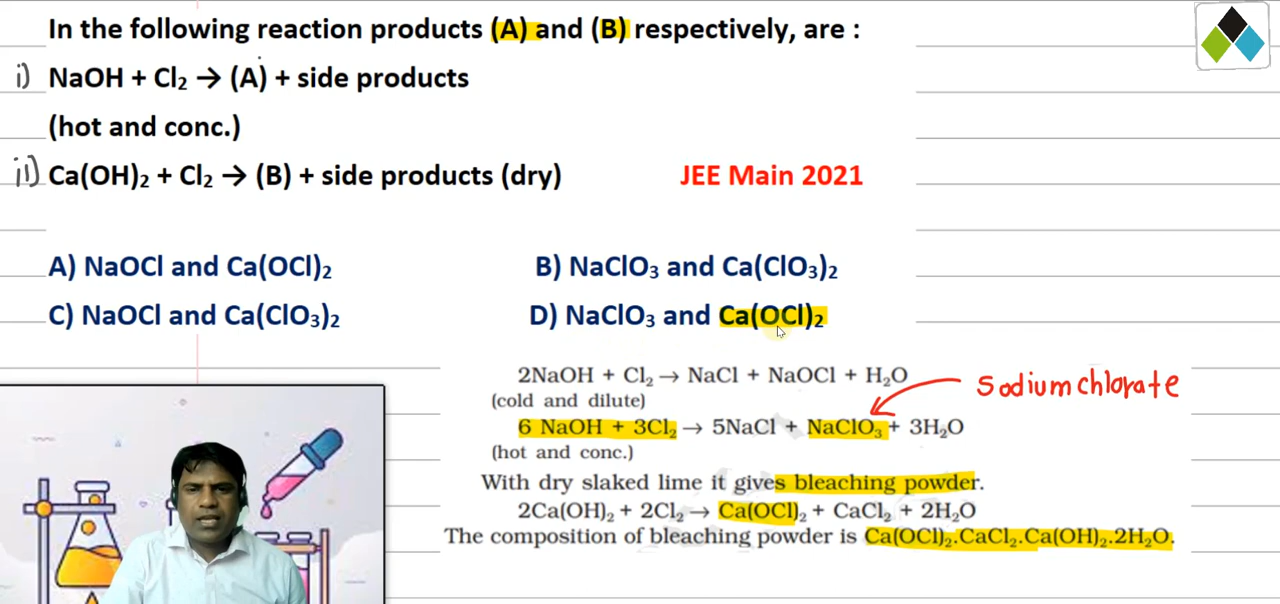 In the following reaction products (A) and (B) respectively, are :
i) NaOH + Cl₂ → (A) + side products
(hot and conc.)
ii) Ca(OH)₂ + Cl₂ → (B) + side products (dry) JEE Main 2021
A) NaOCl and Ca(OCl)₂ B) NaClO₃ and Ca(ClO₃)₂
C) NaOCl and Ca(ClO₃)₂ D) NaClO₃ and Ca(OCl)₂
2NaOH + Cl₂ → NaCl + NaOCl + H₂O
sodium chlorate
(cold and dilute)
6 NaOH + 3Cl₂ → 5NaCl + NaClO₃ + 3H₂O
(hot and conc.)
With dry slaked lime it gives bleaching powder.
2Ca(OH)₂ + 2Cl₂ → Ca(OCl)₂ + CaCl₂ + 2H₂O
The composition of bleaching powder is Ca(OCl)₂.CaCl₂.Ca(OH)₂.2H₂O.